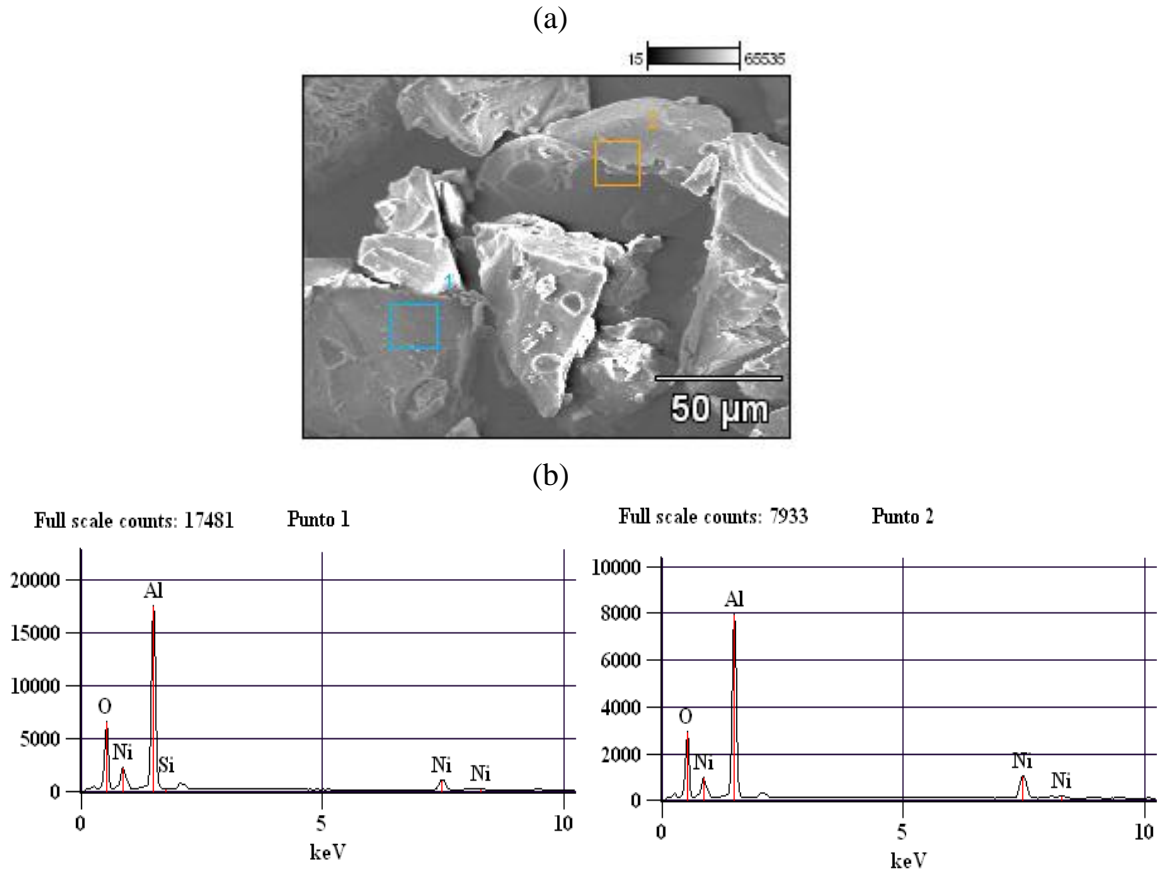 (a)
15 65535
1
2
50 µm
(b)
Full scale counts: 17481 Punto 1
20000
15000
10000
5000
0
O
Ni
Al
Si
Ni
Ni
0 5 10
keV
Full scale counts: 7933 Punto 2
10000
8000
6000
4000
2000
0
O
Ni
Al
Ni
Ni
0 5 10
keV